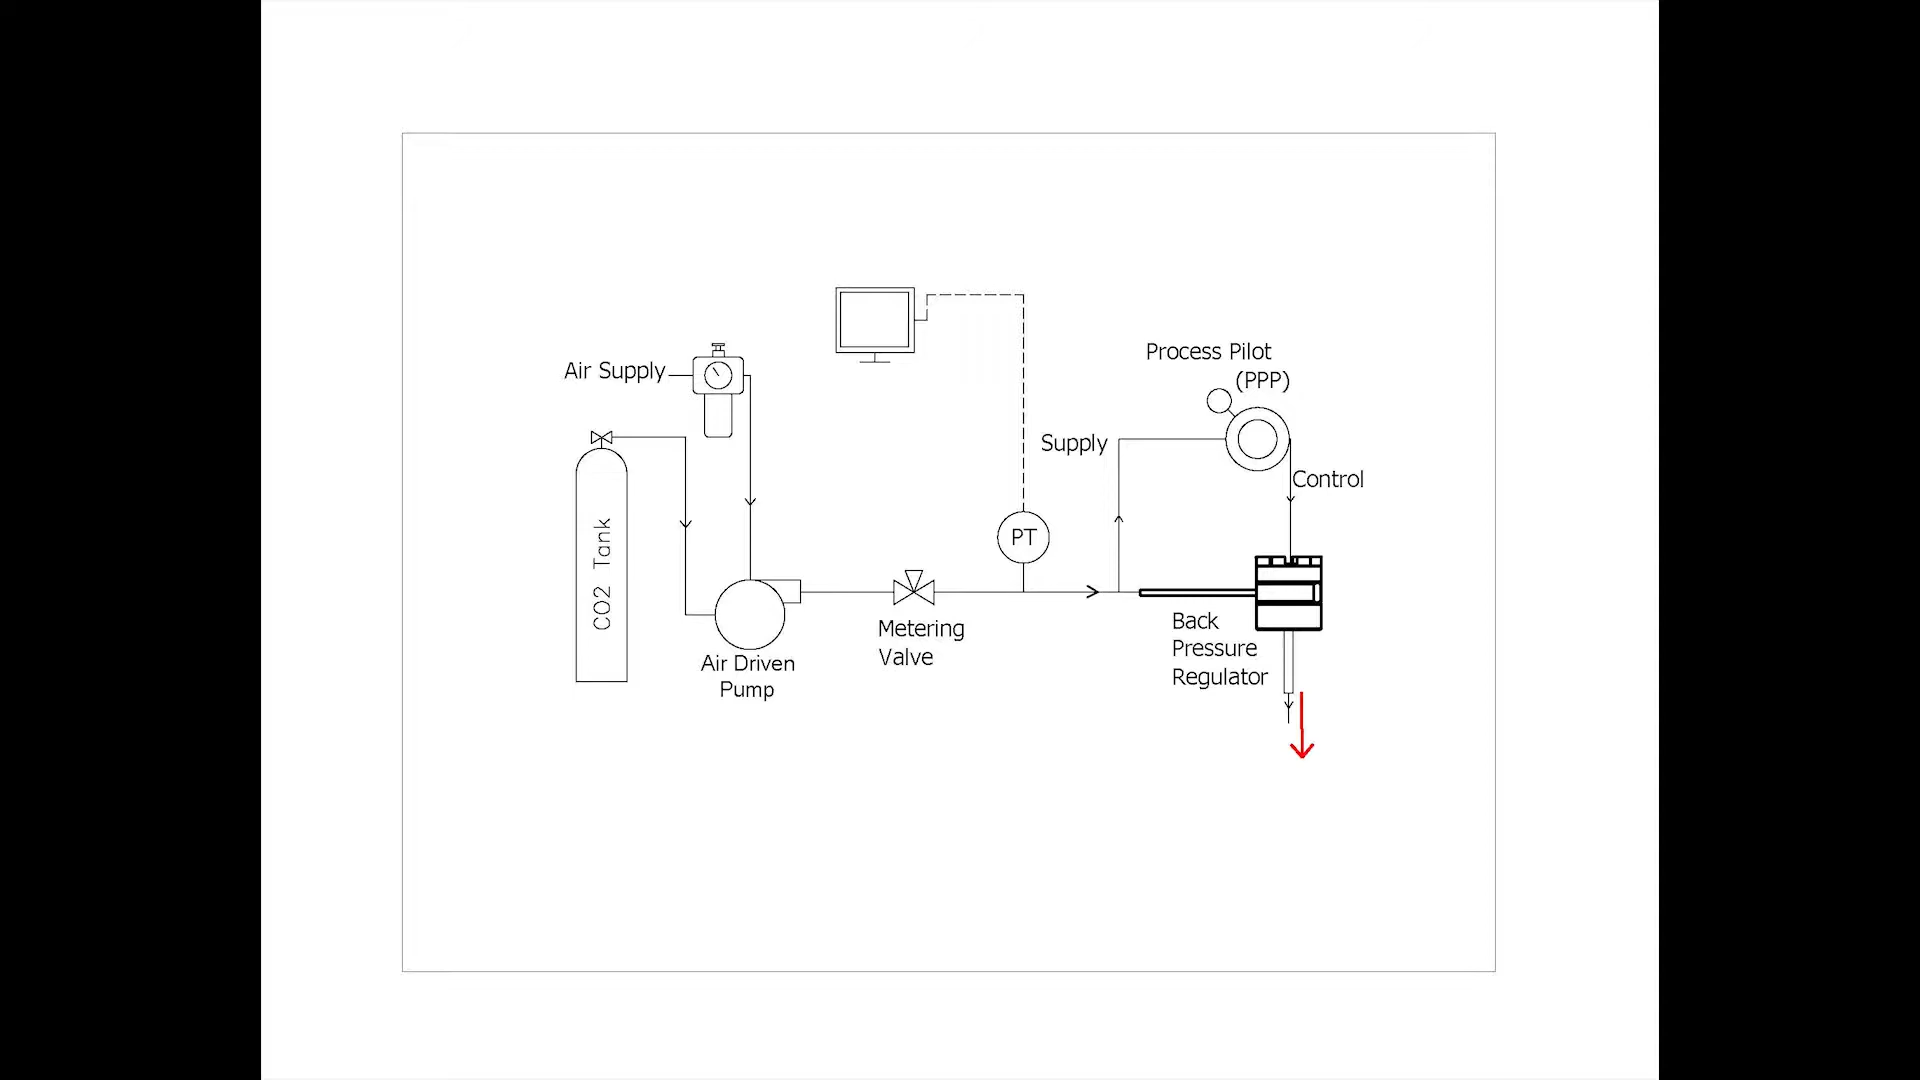 Air Supply
CO2 Tank
Air Driven
Pump
Metering
Valve
PT
Supply
Process Pilot
(PPP)
Control
Back
Pressure
Regulator